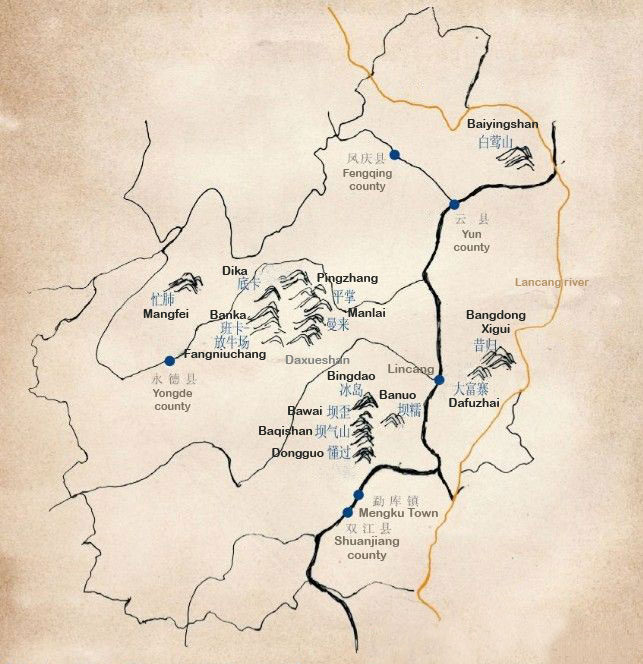 Baiyingshan
白莺山
凤庆县
Fengqing
county
云 县
Yun
county
Dika
底卡
Pingzhang
平掌
Lancang river
忙肺
Mangfei
Banka
班卡
放牛场
Fangniuchang
Manlai
曼来
Daxueshan
Bangdong
Xigui
昔归
永德县
Yongde
county
Lincang
Bingdao
冰岛
Banuo
坝糯
大富寨
Dafuzhai
Bawai 坝歪
Baqishan 坝气山
Dongguo 懂过
勐库镇
Mengku Town
双江县
Shuanjiang
county